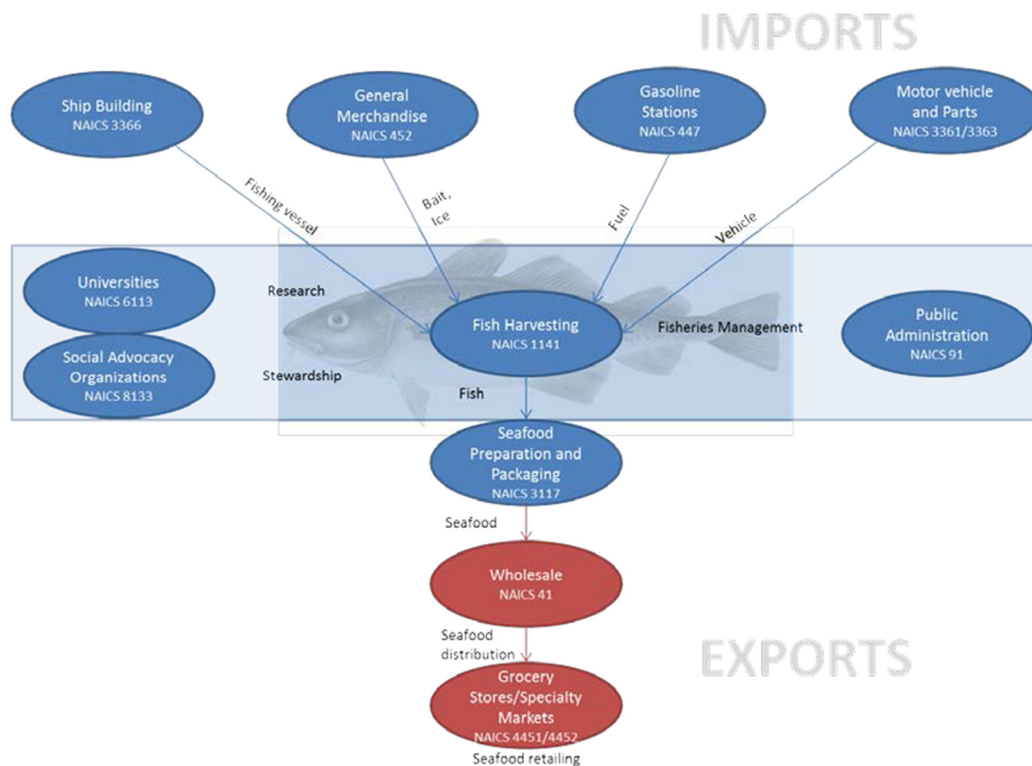 IMPORTS
Ship Building
NAICS 3366
General
Merchandise
NAICS 452
Gasoline
Stations
NAICS 447
Motor vehicle
and Parts
NAICS 3361/3363
Fishing vessel
Bait,
Ice
Fuel
Vehicle
Universities
NAICS 6113
Social Advocacy
Organizations
NAICS 8133
Research
Stewardship
Fish Harvesting
NAICS 1141
Fisheries Management
Public
Administration
NAICS 91
Fish
Seafood
Preparation and
Packaging
NAICS 3117
Seafood
Wholesale
NAICS 41
Seafood
distribution
EXPORTS
Grocery
Stores/Specialty
Markets
NAICS 4451/4452
Seafood retailing